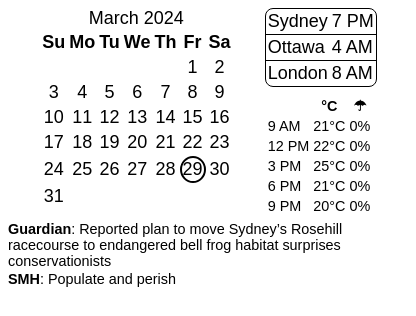 March 2024
Su Mo Tu We Th Fr Sa
1 2
3 4 5 6 7 8 9
10 11 12 13 14 15 16
17 18 19 20 21 22 23
24 25 26 27 28 29 30
31
Sydney 7 PM
Ottawa 4 AM
London 8 AM
°C ☂
9 AM 21°C 0%
12 PM 22°C 0%
3 PM 25°C 0%
6 PM 21°C 0%
9 PM 20°C 0%
Guardian: Reported plan to move Sydney's Rosehill
racecourse to endangered bell frog habitat surprises
conservationists
SMH: Populate and perish